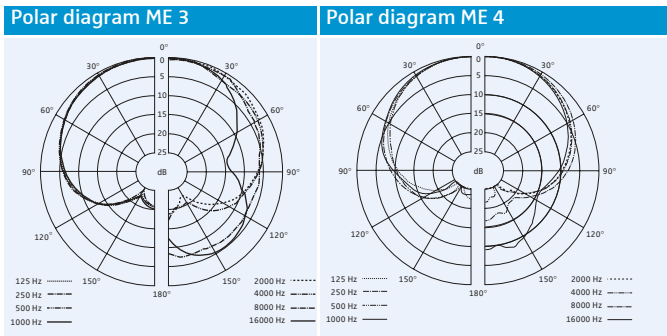 Polar diagram ME 3
0°
30°
0
30°
5
60°
10
60°
15
20
25
90°
dB
90°
120°
120°
150°
150°
180°
125 Hz
250 Hz
500 Hz
1000 Hz
2000 Hz
4000 Hz
8000 Hz
16000 Hz
Polar diagram ME 4
0°
30°
0
30°
5
60°
10
60°
15
20
25
90°
dB
90°
120°
120°
150°
150°
180°
125 Hz
250 Hz
500 Hz
1000 Hz
2000 Hz
4000 Hz
8000 Hz
16000 Hz